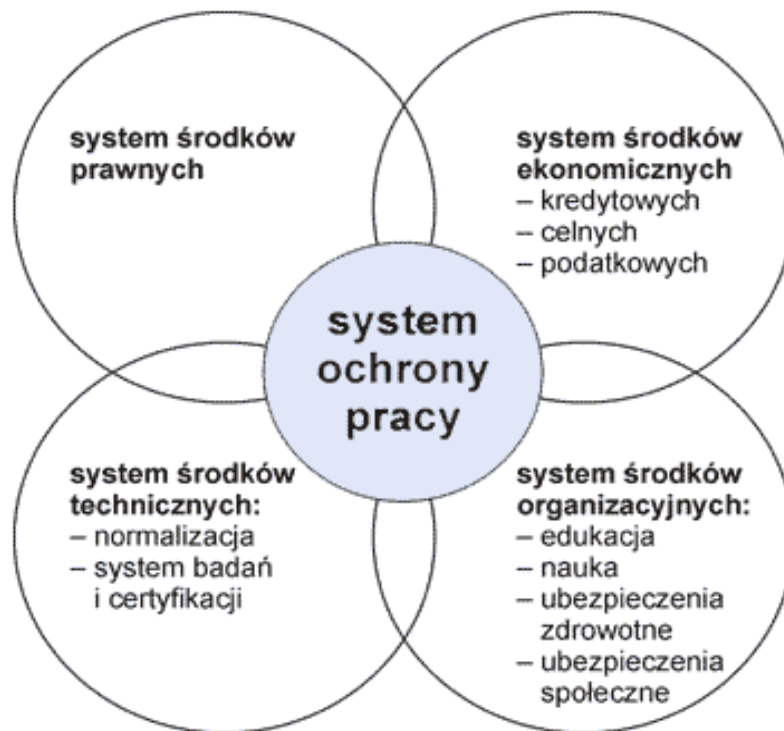 system środków
prawnych
system środków
ekonomicznych
– kredytowych
– celnych
– podatkowych
system
ochrony
pracy
system środków
technicznych:
– normalizacja
– system badań
i certyfikacji
system środków
organizacyjnych:
– edukacja
– nauka
– ubezpieczenia
zdrowotne
– ubezpieczenia
społeczne